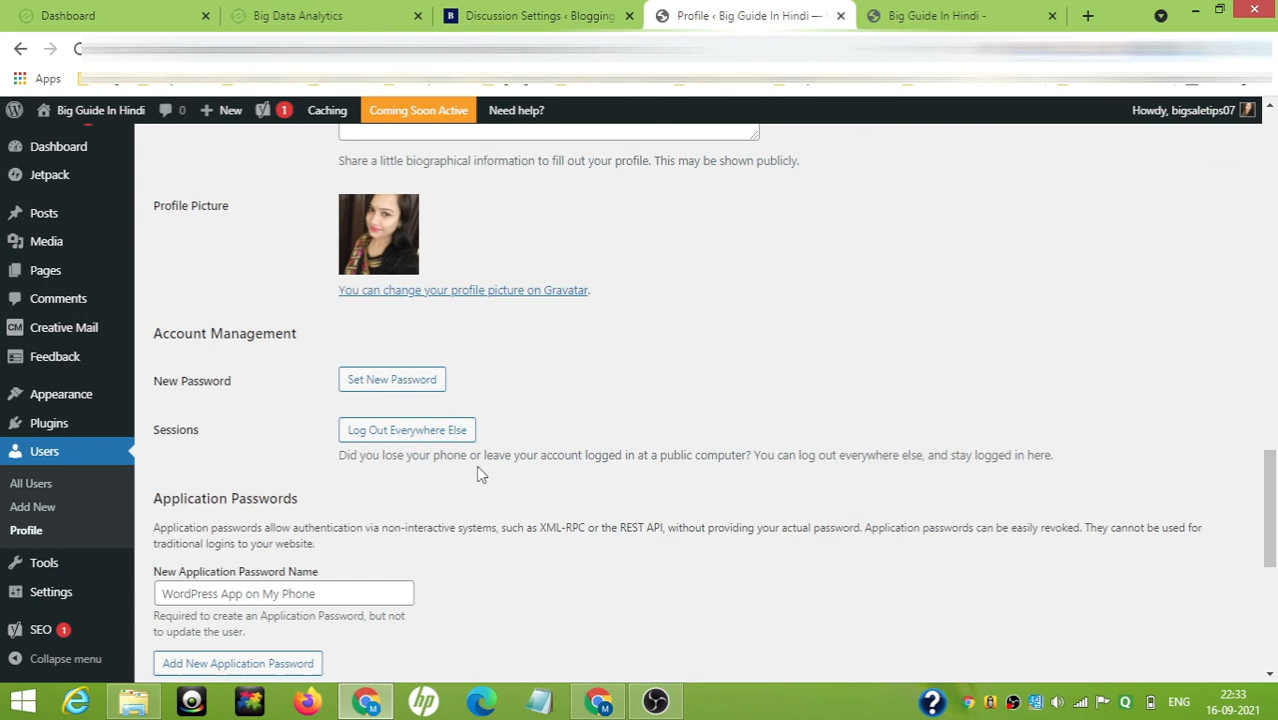 Dashboard
Big Data Analytics
Discussion Settings ‹ Blogging
Profile ‹ Big Guide In Hindi —
Big Guide In Hindi -
Apps
Big Guide In Hindi
0
New
1
Caching
Coming Soon Active
Need help?
Howdy, bigsaletips07
Dashboard
Jetpack
Posts
Media
Pages
Comments
CM Creative Mail
Feedback
Appearance
Plugins
Users
All Users
Add New
Profile
Tools
Settings
SEO 1
Collapse menu
Share a little biographical information to fill out your profile. This may be shown publicly.
Profile Picture
You can change your profile picture on Gravatar.
Account Management
New Password
Set New Password
Sessions
Log Out Everywhere Else
Did you lose your phone or leave your account logged in at a public computer? You can log out everywhere else, and stay logged in here.
Application Passwords
Application passwords allow authentication via non-interactive systems, such as XML-RPC or the REST API, without providing your actual password. Application passwords can be easily revoked. They cannot be used for
traditional logins to your website.
New Application Password Name
WordPress App on My Phone
Required to create an Application Password, but not
to update the user.
Add New Application Password
ENG
22:33
16-09-2021